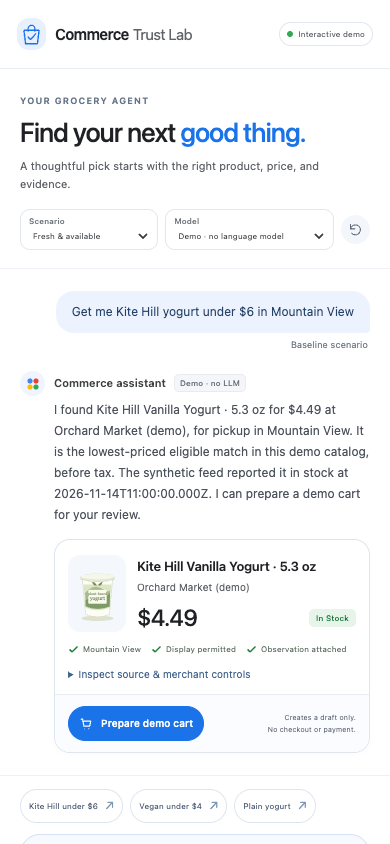 Commerce Trust Lab
Interactive demo
YOUR GROCERY AGENT
Find your next good thing.
A thoughtful pick starts with the right product, price, and
evidence.
Scenario
Fresh & available
Model
Demo · no language model
Get me Kite Hill yogurt under $6 in Mountain View
Baseline scenario
Commerce assistant
Demo · no LLM
I found Kite Hill Vanilla Yogurt · 5.3 oz for $4.49 at
Orchard Market (demo), for pickup in Mountain View. It
is the lowest-priced eligible match in this demo catalog,
before tax. The synthetic feed reported it in stock at
2026-11-14T11:00:00.000Z. I can prepare a demo cart
for your review.
yogurt
Kite Hill Vanilla Yogurt · 5.3 oz
Orchard Market (demo)
$4.49
In Stock
Mountain View
Display permitted
Observation attached
Inspect source & merchant controls
Prepare demo cart
Creates a draft only.
No checkout or payment.
Kite Hill under $6
Vegan under $4
Plain yogurt